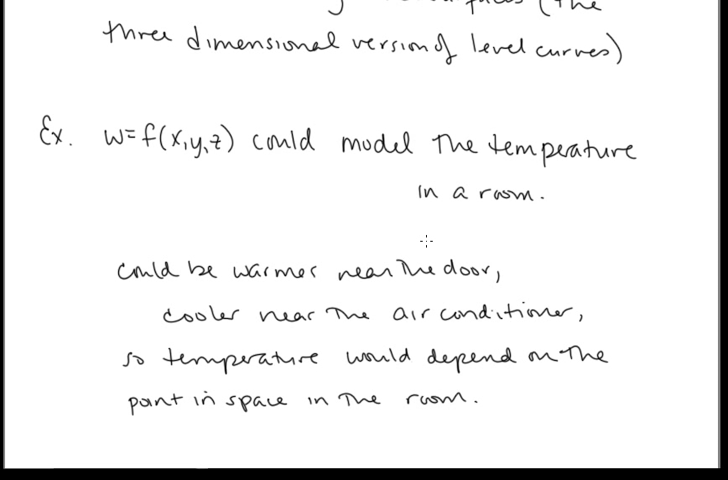 (the
three dimensional version of level curves)
Ex. w=f(x,y,z) could model the temperature
in a room.
could be warmer near the door,
cooler near the air conditioner,
so temperature would depend on the
point in space in the room.